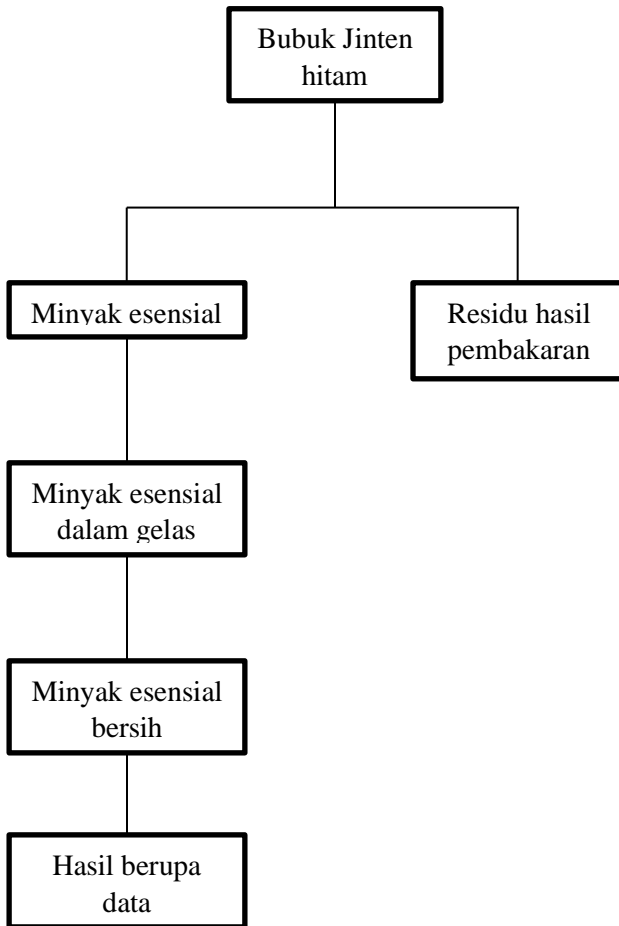 Bubuk Jinten
hitam
Minyak esensial
Residu hasil
pembakaran
Minyak esensial
dalam gelas
Minyak esensial
bersih
Hasil berupa
data